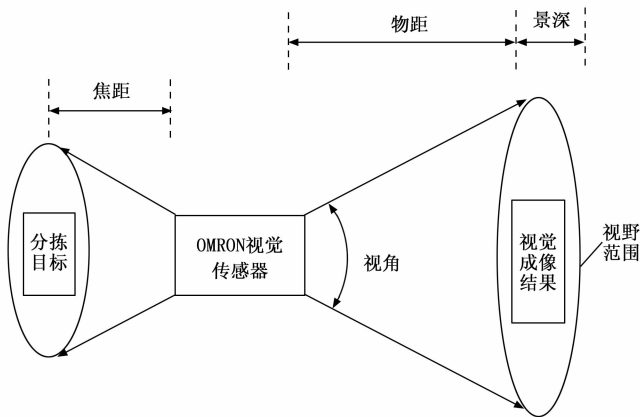 物距
景深
焦距
分拣
目标
OMRON视觉
传感器
视角
视觉
成像
结果
视野
范围